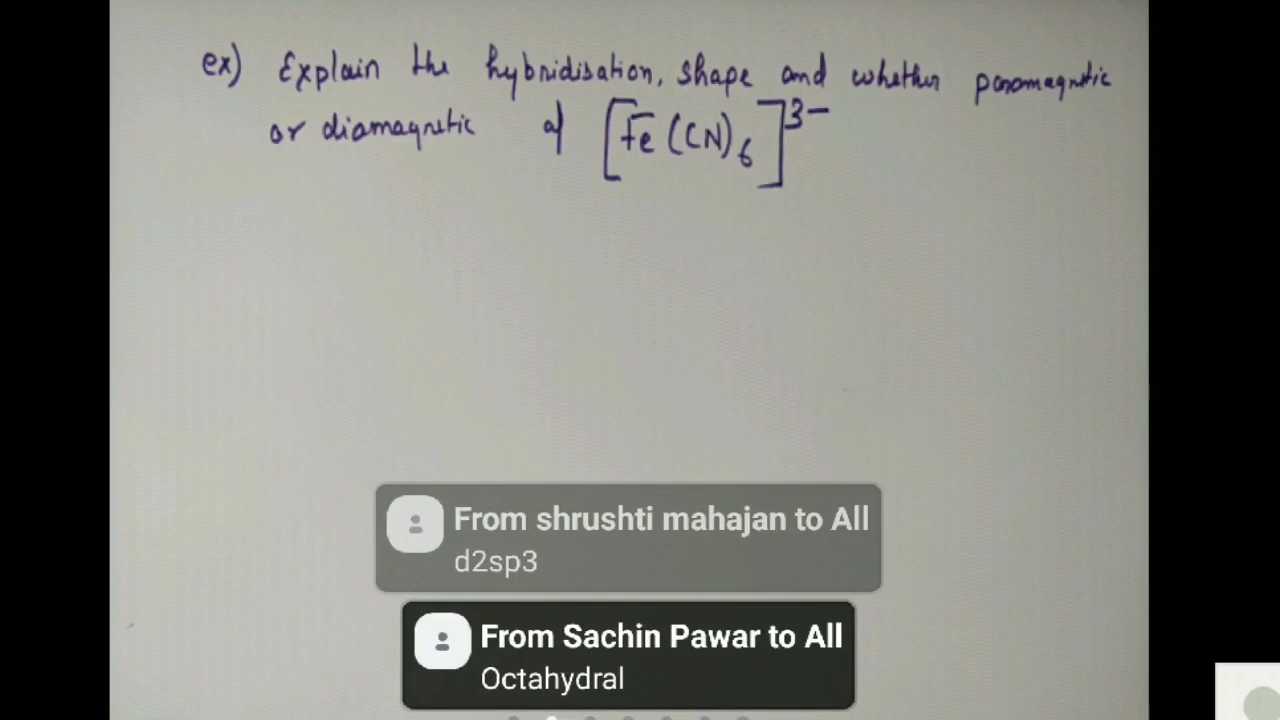 ex) Explain the hybridisation, shape and whether paramagnetic
or diamagnetic of [Fe(CN)6]3-
From shrushti mahajan to All
d2sp3
From Sachin Pawar to All
Octahydral